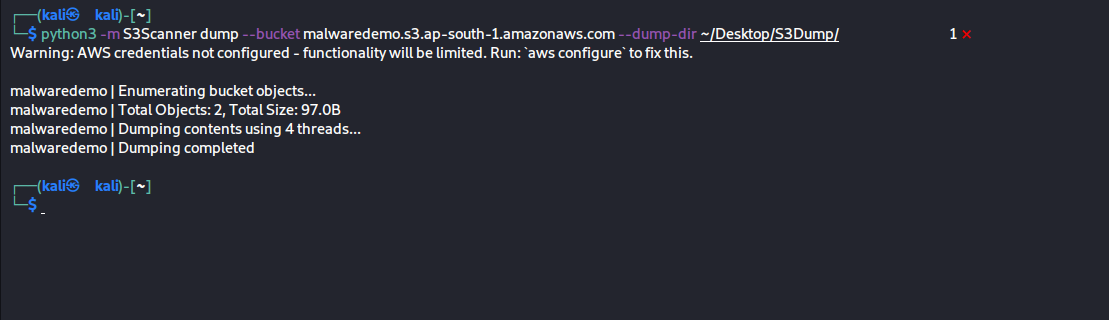 ┌──(kali㉿kali)-[~]
└─$ python3 -m S3Scanner dump --bucket malwaredemo.s3.ap-south-1.amazonaws.com --dump-dir ~/Desktop/S3Dump/ 1 ⨯
Warning: AWS credentials not configured - functionality will be limited. Run: `aws configure` to fix this.
malwaredemo | Enumerating bucket objects...
malwaredemo | Total Objects: 2, Total Size: 97.0B
malwaredemo | Dumping contents using 4 threads...
malwaredemo | Dumping completed
┌──(kali㉿kali)-[~]
└─$ _